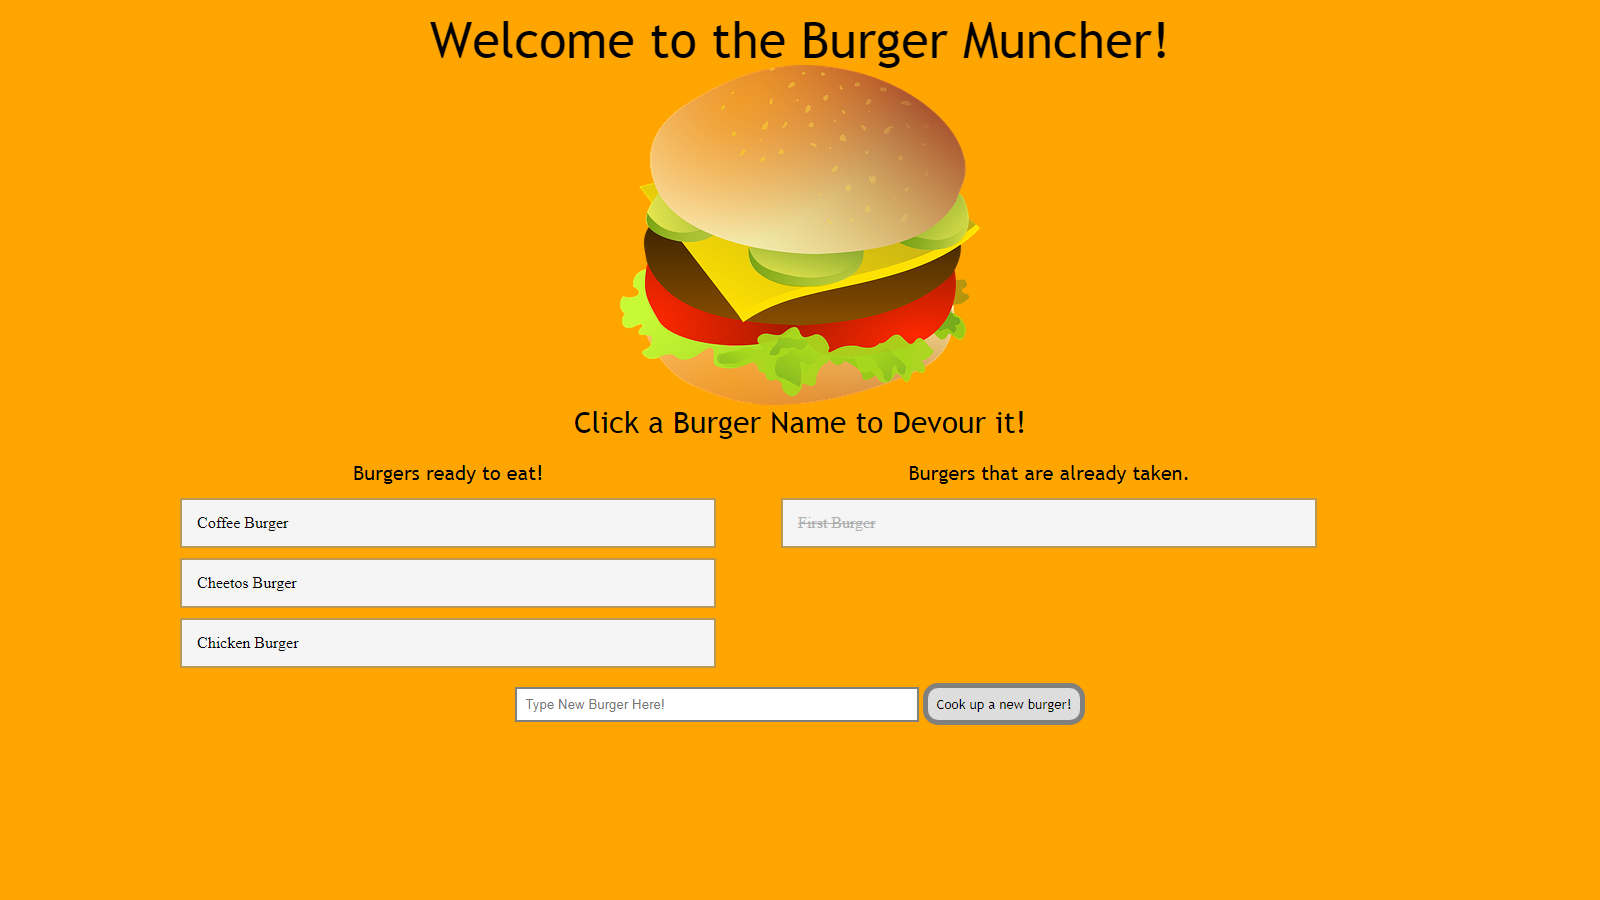 Welcome to the Burger Muncher!
Click a Burger Name to Devour it!
Burgers ready to eat!
Coffee Burger
Cheetos Burger
Chicken Burger
Burgers that are already taken.
First Burger
Type New Burger Here!
Cook up a new burger!